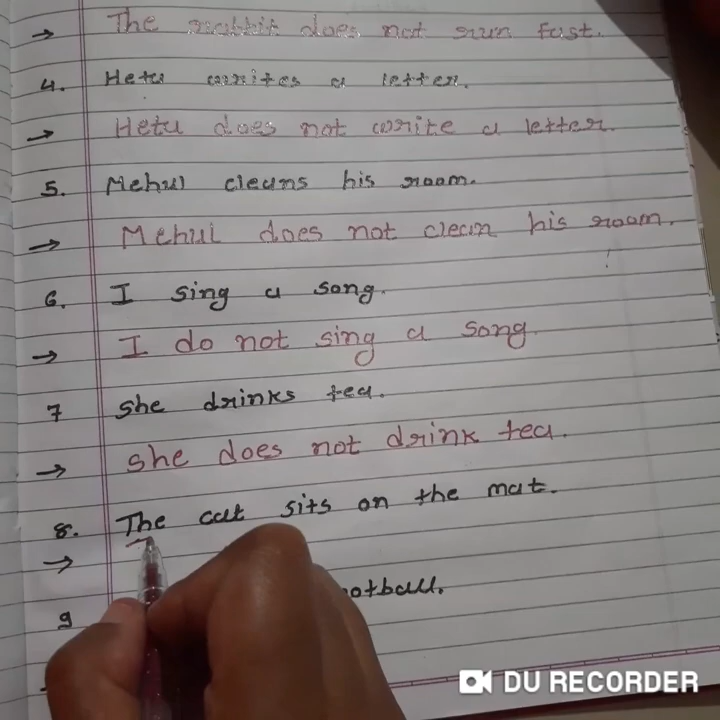 → The rabbit does not run fast.
4. Hetu writes a letter.
→ Hetu does not write a letter.
5. Mehul cleans his room.
→ Mehul does not clean his room.
6. I sing a song.
→ I do not sing a song.
7 She drinks tea.
→ She does not drink tea.
8. The cat sits on the mat.
→
9
DU RECORDER